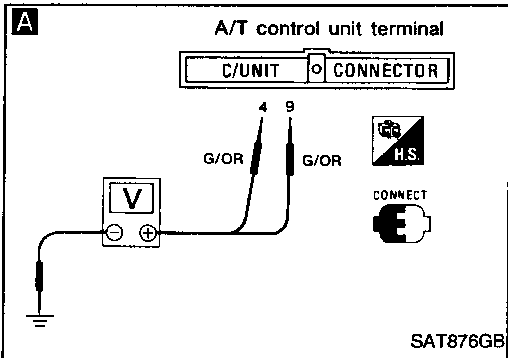 A
A/T control unit terminal
C/UNIT CONNECTOR
4 9
G/OR G/OR
H.S.
V
CONNECT
− +
SAT876GB